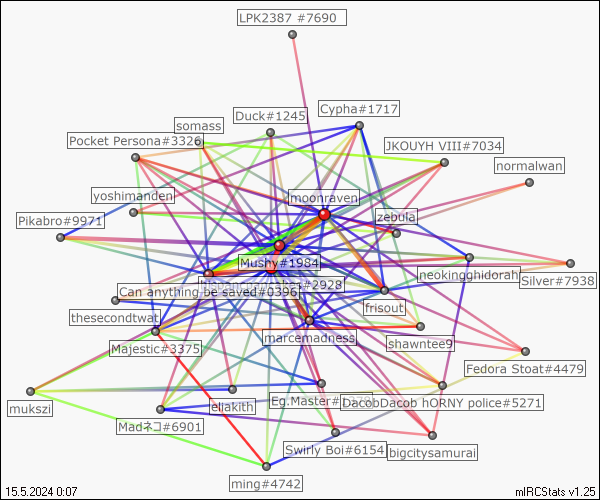 LPK2387 #7690
Cypha#1717
Duck#1245
somass
Pocket Persona#3326
JKOUYH VIII#7034
normalwan
moonraven
yoshimanden
zebula
Pikabro#9971
Mushy#1984
neokingghidorah
Silver#7938
#2928
Can anything be saved#0396
frisout
thesecondtwat
marcemadness
shawntee9
Majestic#3375
Fedora Stoat#4479
mukszi
eliakith
Eg.Master#
DacobDacob hORNY police#5271
Madネコ#6901
Swirly Boi#6154
bigcitysamurai
ming#4742
15.5.2024 0:07
mIRCStats v1.25